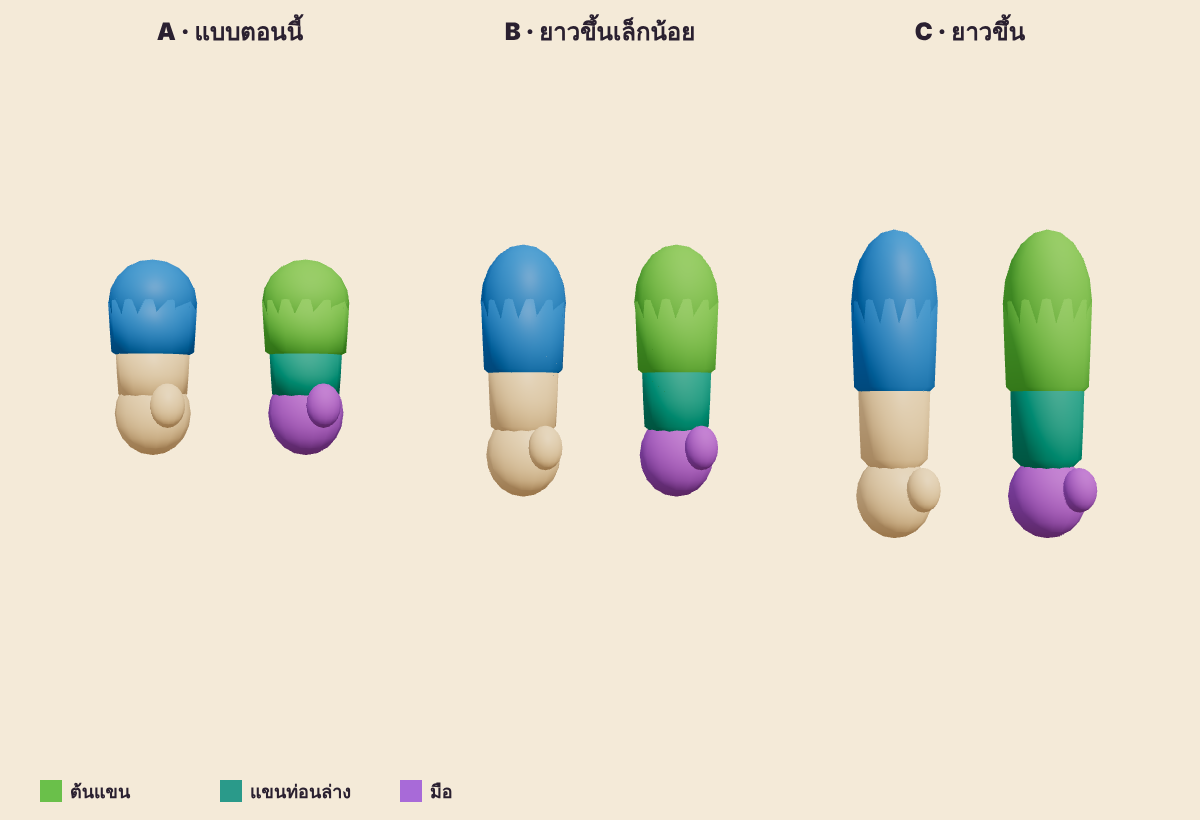 A · แบบตอนนี้
B · ยาวขึ้นเล็กน้อย
C · ยาวขึ้น
ต้นแขน
แขนท่อนล่าง
มือ